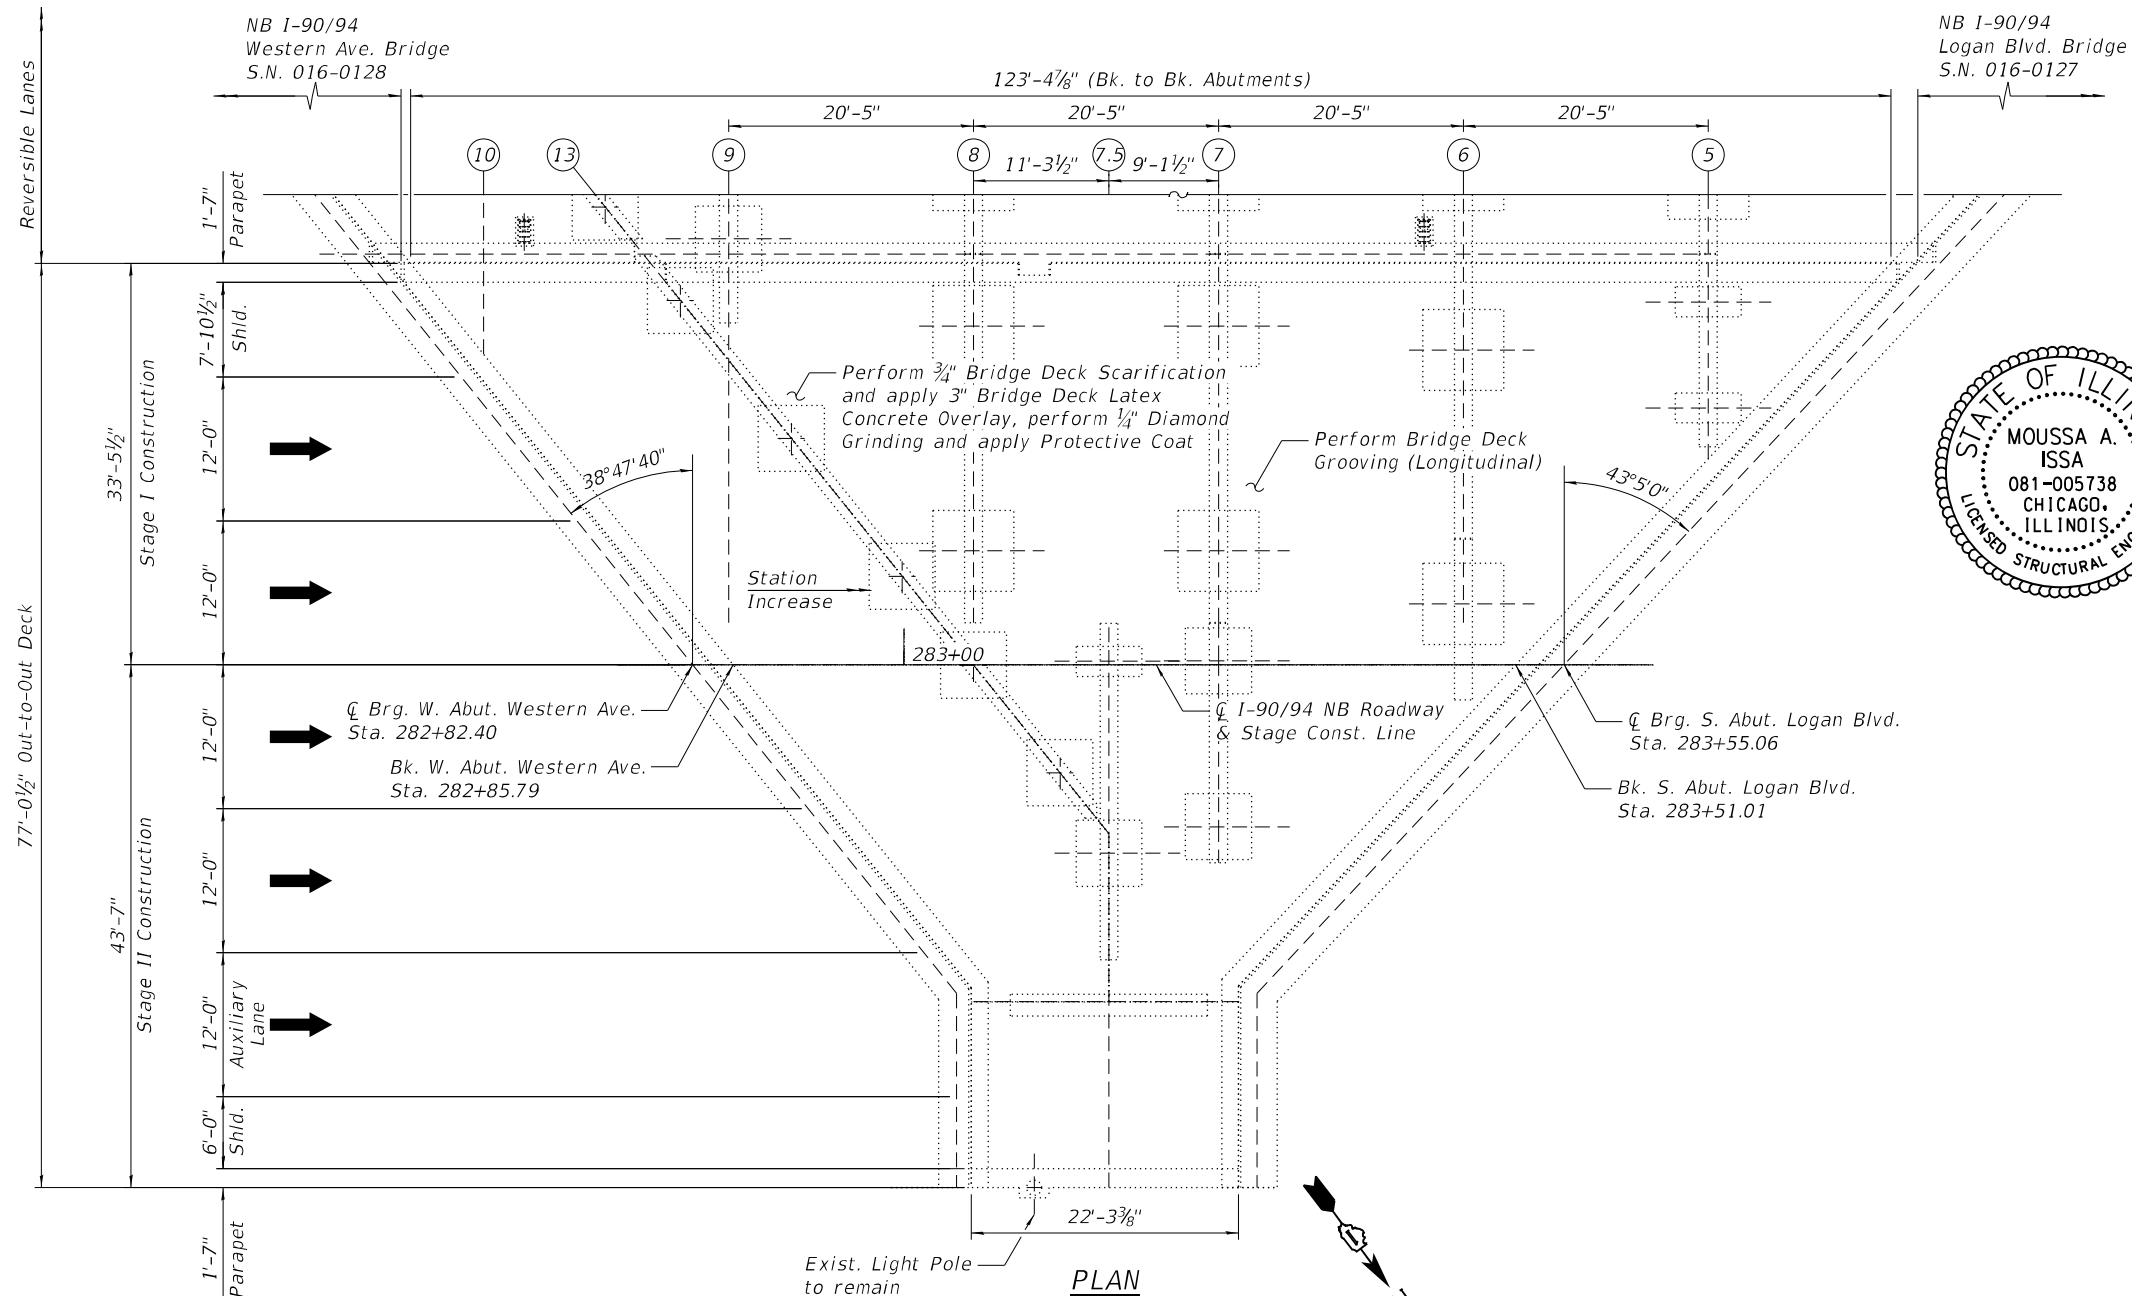 NB I-90/94
Western Ave. Bridge
S.N. 016-0128
NB I-90/94
Logan Blvd. Bridge
S.N. 016-0127
123'-4⅞" (Bk. to Bk. Abutments)
20'-5"
20'-5"
20'-5"
20'-5"
10
13
9
8
7.5
7
6
5
11'-3½"
9'-1½"
Reversible Lanes
1'-7"
Parapet
7'-10½"
Shld.
12'-0"
12'-0"
33'-5½"
Stage I Construction
77'-0½" Out-to-Out Deck
Perform ¾" Bridge Deck Scarification
and apply 3" Bridge Deck Latex
Concrete Overlay, perform ¼" Diamond
Grinding and apply Protective Coat
Perform Bridge Deck
Grooving (Longitudinal)
38°47'40"
43°5'0"
STATE OF ILLIN
MOUSSA A.
ISSA
081-005738
CHICAGO,
ILLINOIS
LICENSED STRUCTURAL ENG
Station
Increase
283+00
℄ Brg. W. Abut. Western Ave.
Sta. 282+82.40
Bk. W. Abut. Western Ave.
Sta. 282+85.79
℄ I-90/94 NB Roadway
& Stage Const. Line
℄ Brg. S. Abut. Logan Blvd.
Sta. 283+55.06
Bk. S. Abut. Logan Blvd.
Sta. 283+51.01
12'-0"
12'-0"
43'-7"
Stage II Construction
12'-0"
Auxiliary
Lane
6'-0"
Shld.
1'-7"
Parapet
22'-3⅜"
Exist. Light Pole
to remain
PLAN